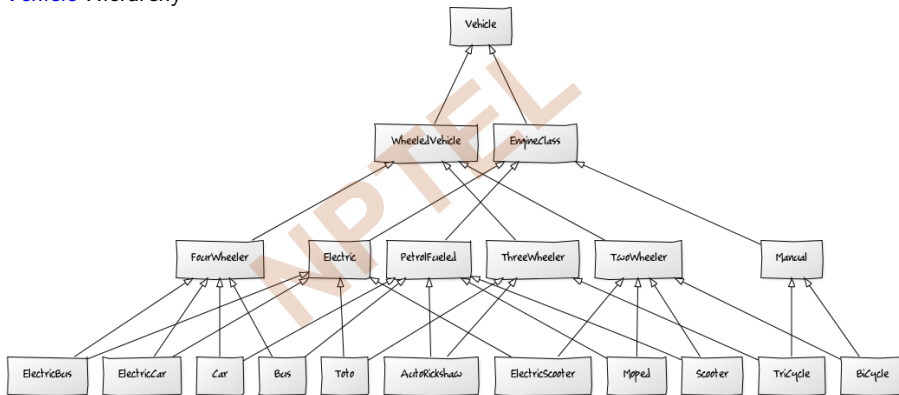 Vehicle Hierarchy
Vehicle
WheeledVehicle EngineClass
FourWheeler Electric PetrolFueled ThreeWheeler TwoWheeler Manual
ElectricBus ElectricCar Car Bus Toto AutoRickshaw ElectricScooter Moped Scooter TriCycle BiCycle
NPTEL